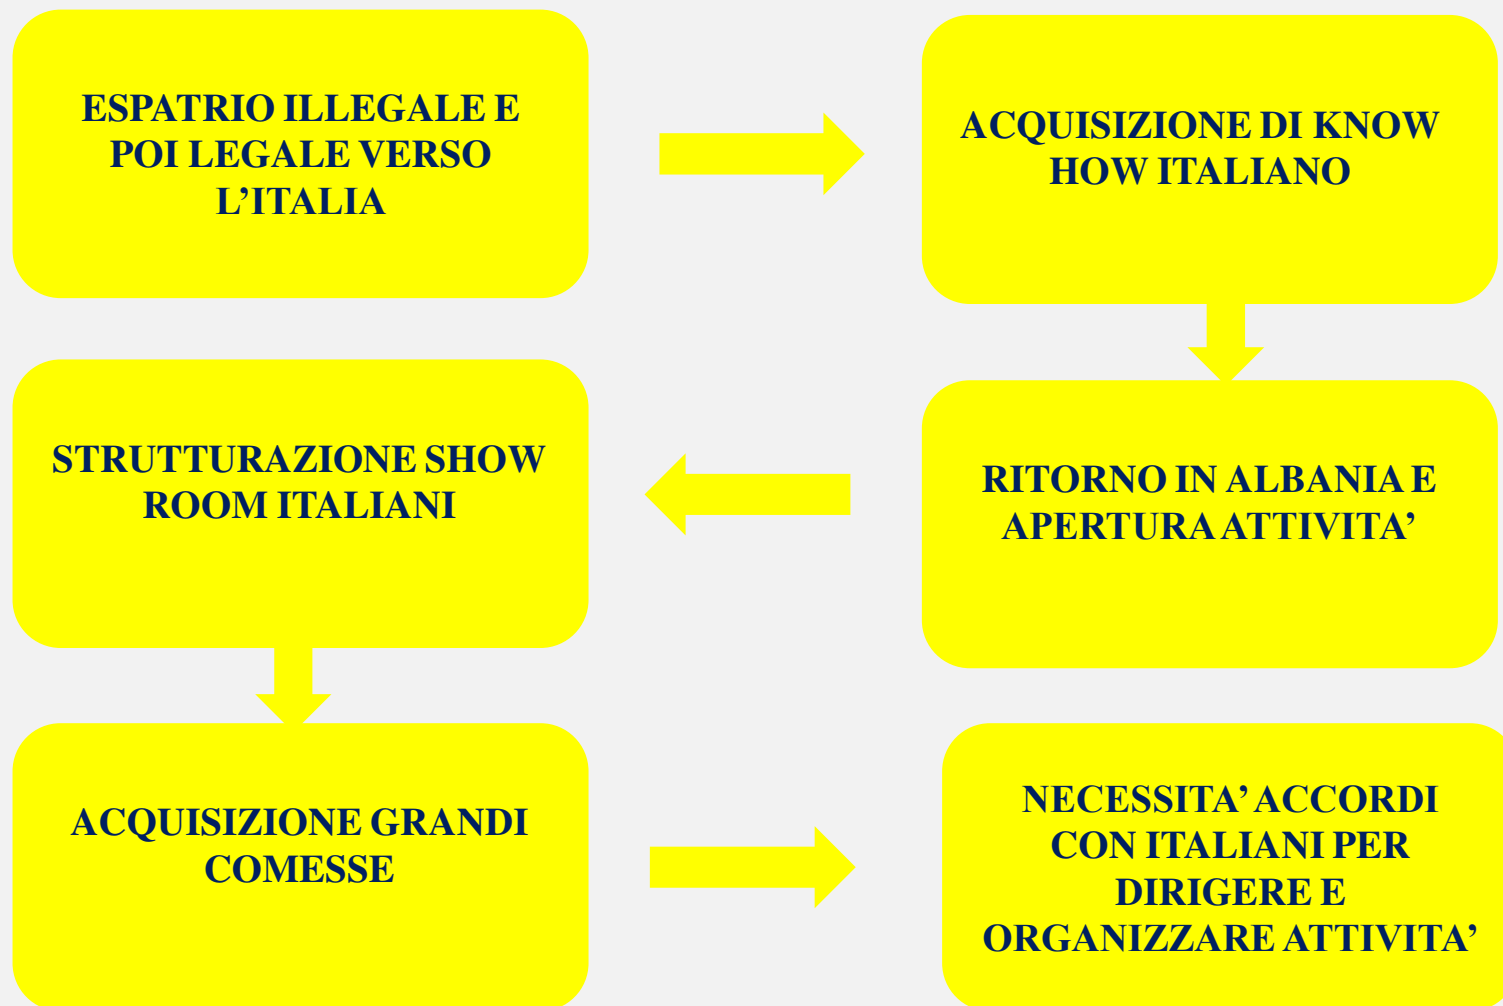 ESPATRIO ILLEGALE E
POI LEGALE VERSO
L’ITALIA
ACQUISIZIONE DI KNOW
HOW ITALIANO
RITORNO IN ALBANIA E
APERTURA ATTIVITA’
STRUTTURAZIONE SHOW
ROOM ITALIANI
ACQUISIZIONE GRANDI
COMESSE
NECESSITA’ ACCORDI
CON ITALIANI PER
DIRIGERE E
ORGANIZZARE ATTIVITA’